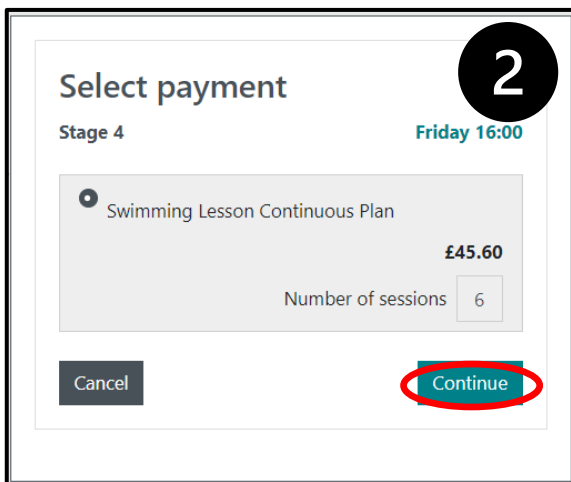 2
Select payment
Stage 4 Friday 16:00
Swimming Lesson Continuous Plan
£45.60
Number of sessions 6
Cancel Continue